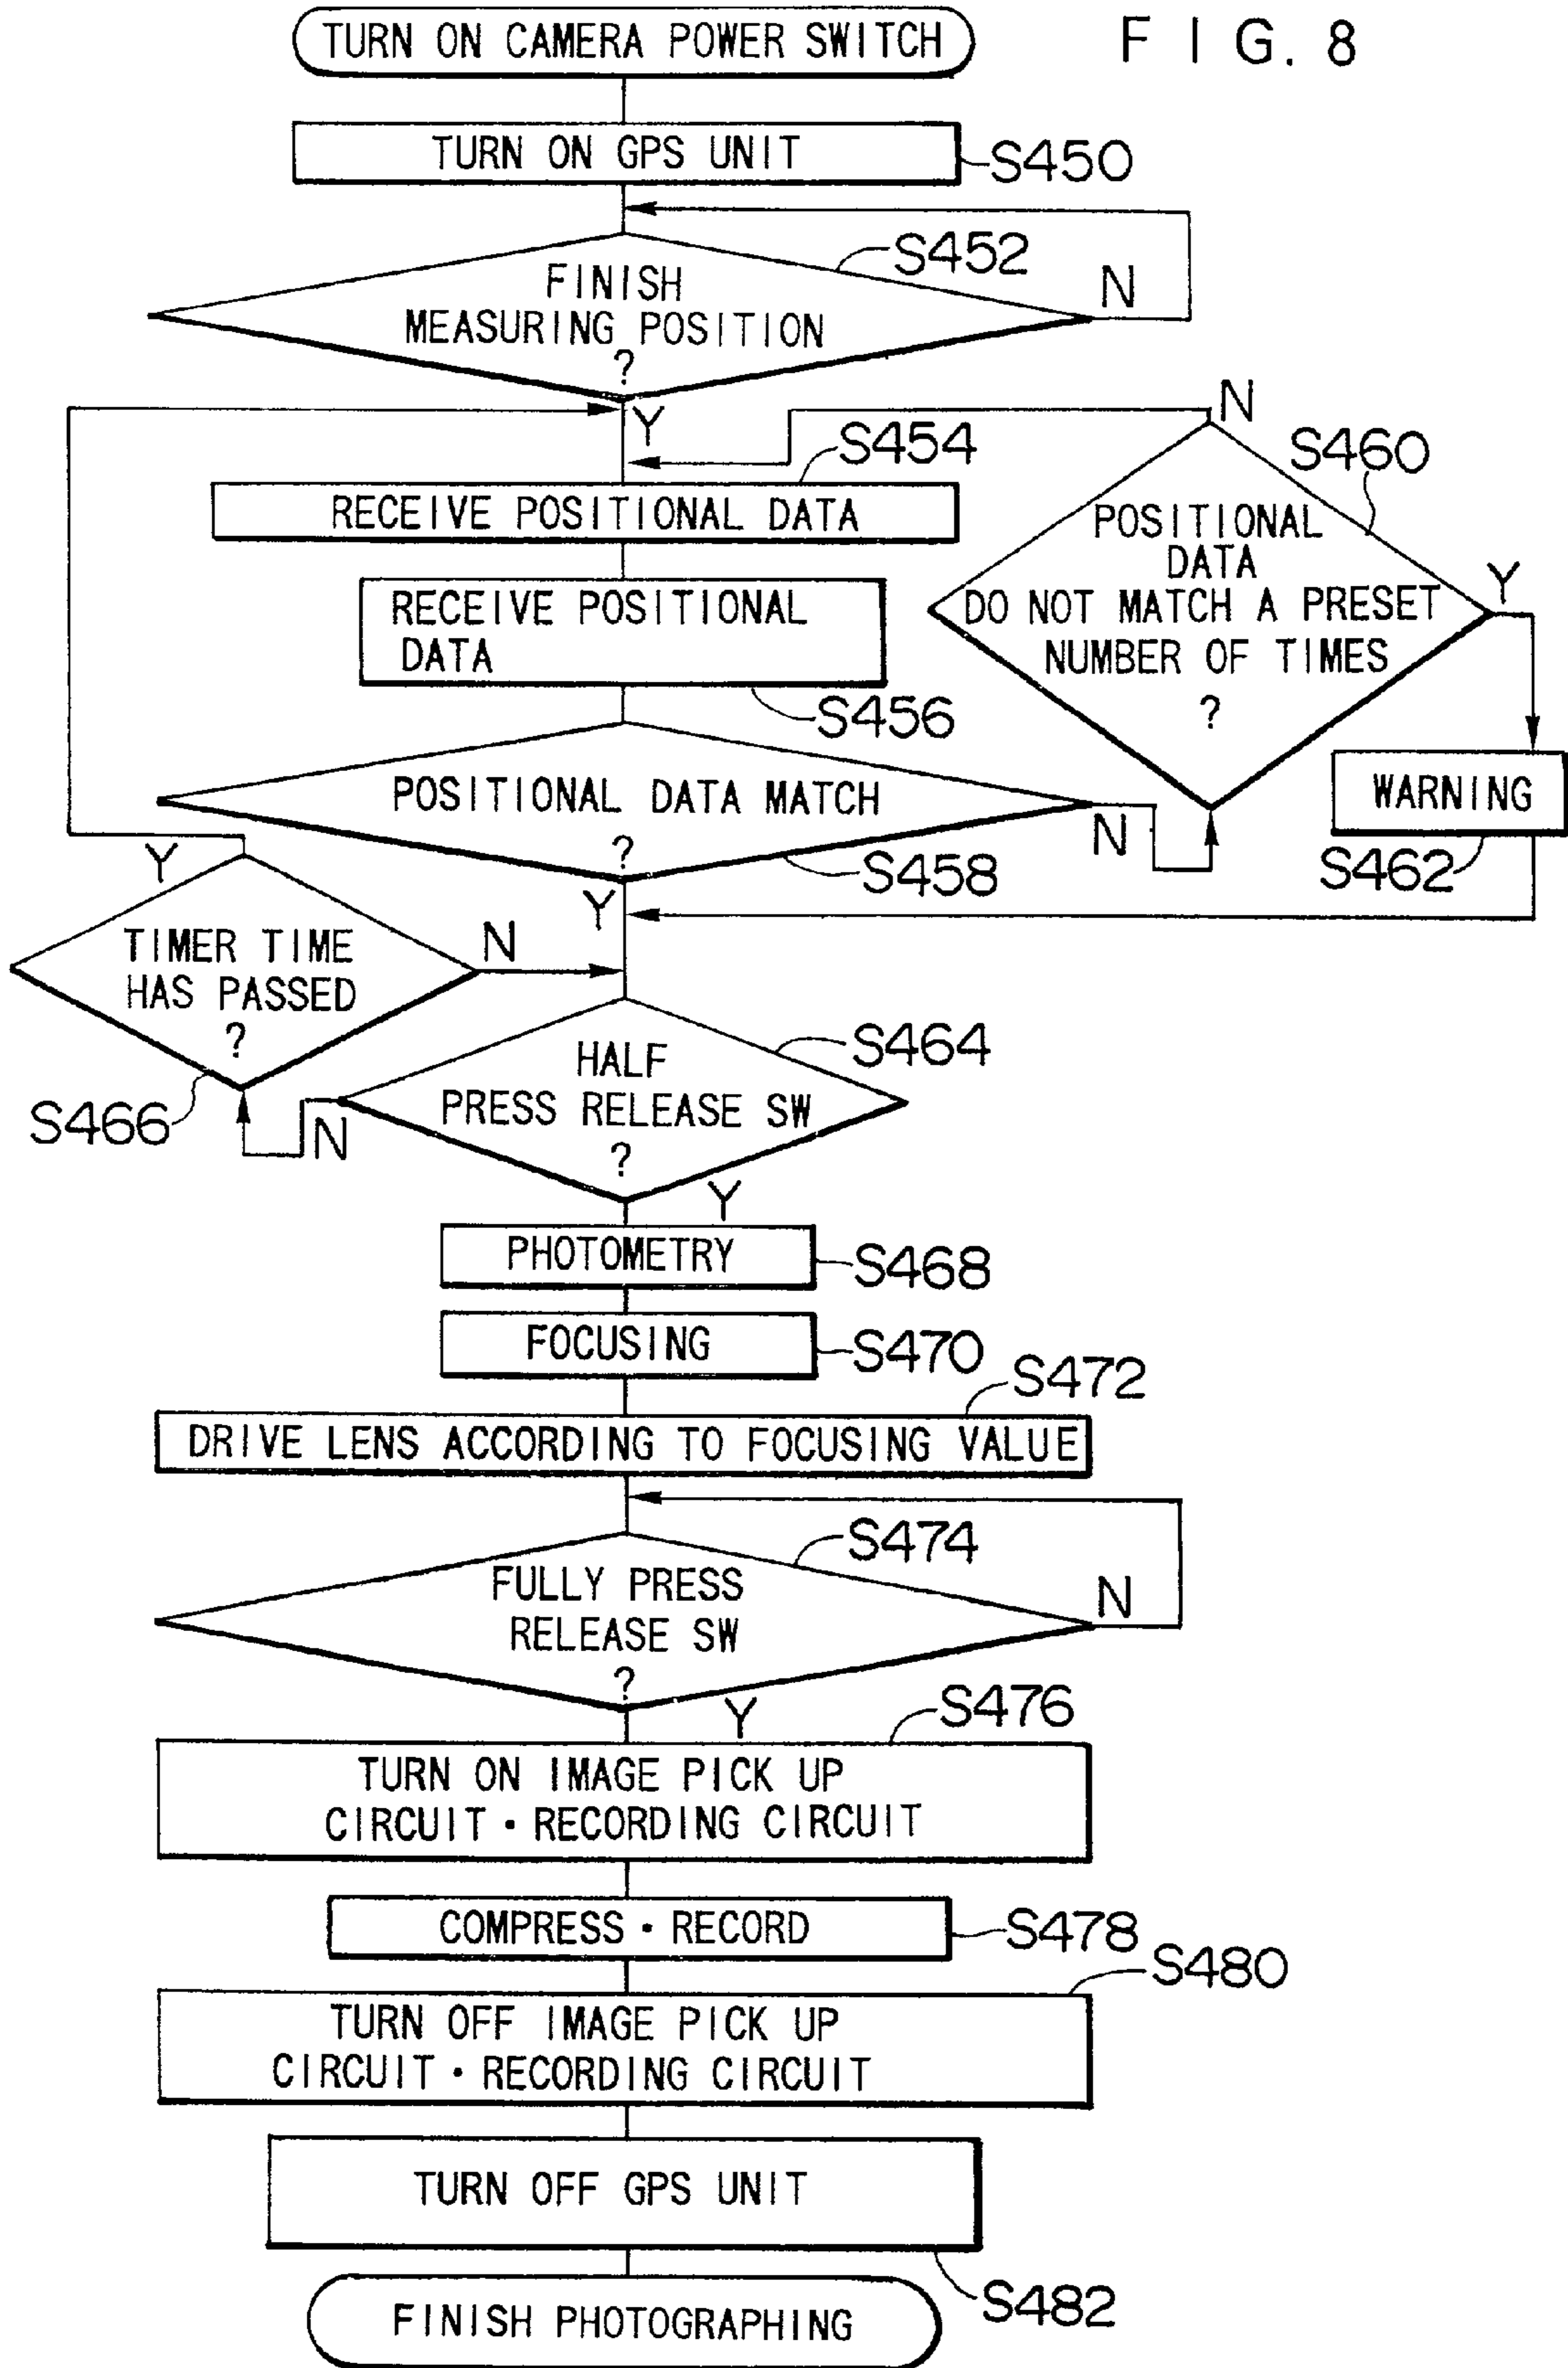 TURN ON CAMERA POWER SWITCH
FIG. 8
TURN ON GPS UNIT
S450
S452
FINISH
MEASURING POSITION
?
N
Y
N
S454
S460
RECEIVE POSITIONAL DATA
POSITIONAL
DATA
DO NOT MATCH A PRESET
NUMBER OF TIMES
?
Y
RECEIVE POSITIONAL
DATA
S456
POSITIONAL DATA MATCH
?
N
S458
WARNING
S462
Y
Y
TIMER TIME
HAS PASSED
?
N
S466
S464
HALF
PRESS RELEASE SW
?
N
Y
PHOTOMETRY
S468
FOCUSING
S470
S472
DRIVE LENS ACCORDING TO FOCUSING VALUE
S474
FULLY PRESS
RELEASE SW
?
N
Y
S476
TURN ON IMAGE PICK UP
CIRCUIT・RECORDING CIRCUIT
COMPRESS・RECORD
S478
S480
TURN OFF IMAGE PICK UP
CIRCUIT・RECORDING CIRCUIT
TURN OFF GPS UNIT
S482
FINISH PHOTOGRAPHING